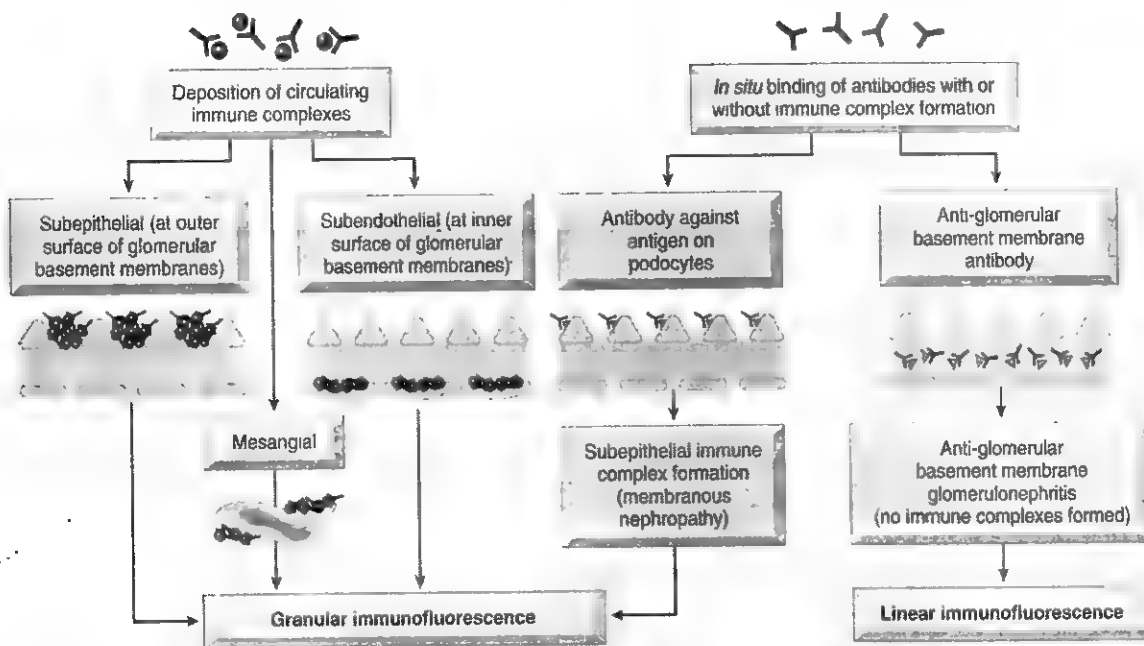 Deposition of circulating
immune complexes
In situ binding of antibodies with or
without immune complex formation
Subepithelial (at outer
surface of glomerular
basement membranes)
Subendothelial (at inner
surface of glomerular
basement membranes)
Antibody against
antigen on
podocytes
Anti-glomerular
basement membrane
antibody
Mesangial
Subepithelial immune
complex formation
(membranous
nephropathy)
Anti-glomerular
basement membrane
glomerulonephritis
(no immune complexes formed)
Granular immunofluorescence
Linear immunofluorescence